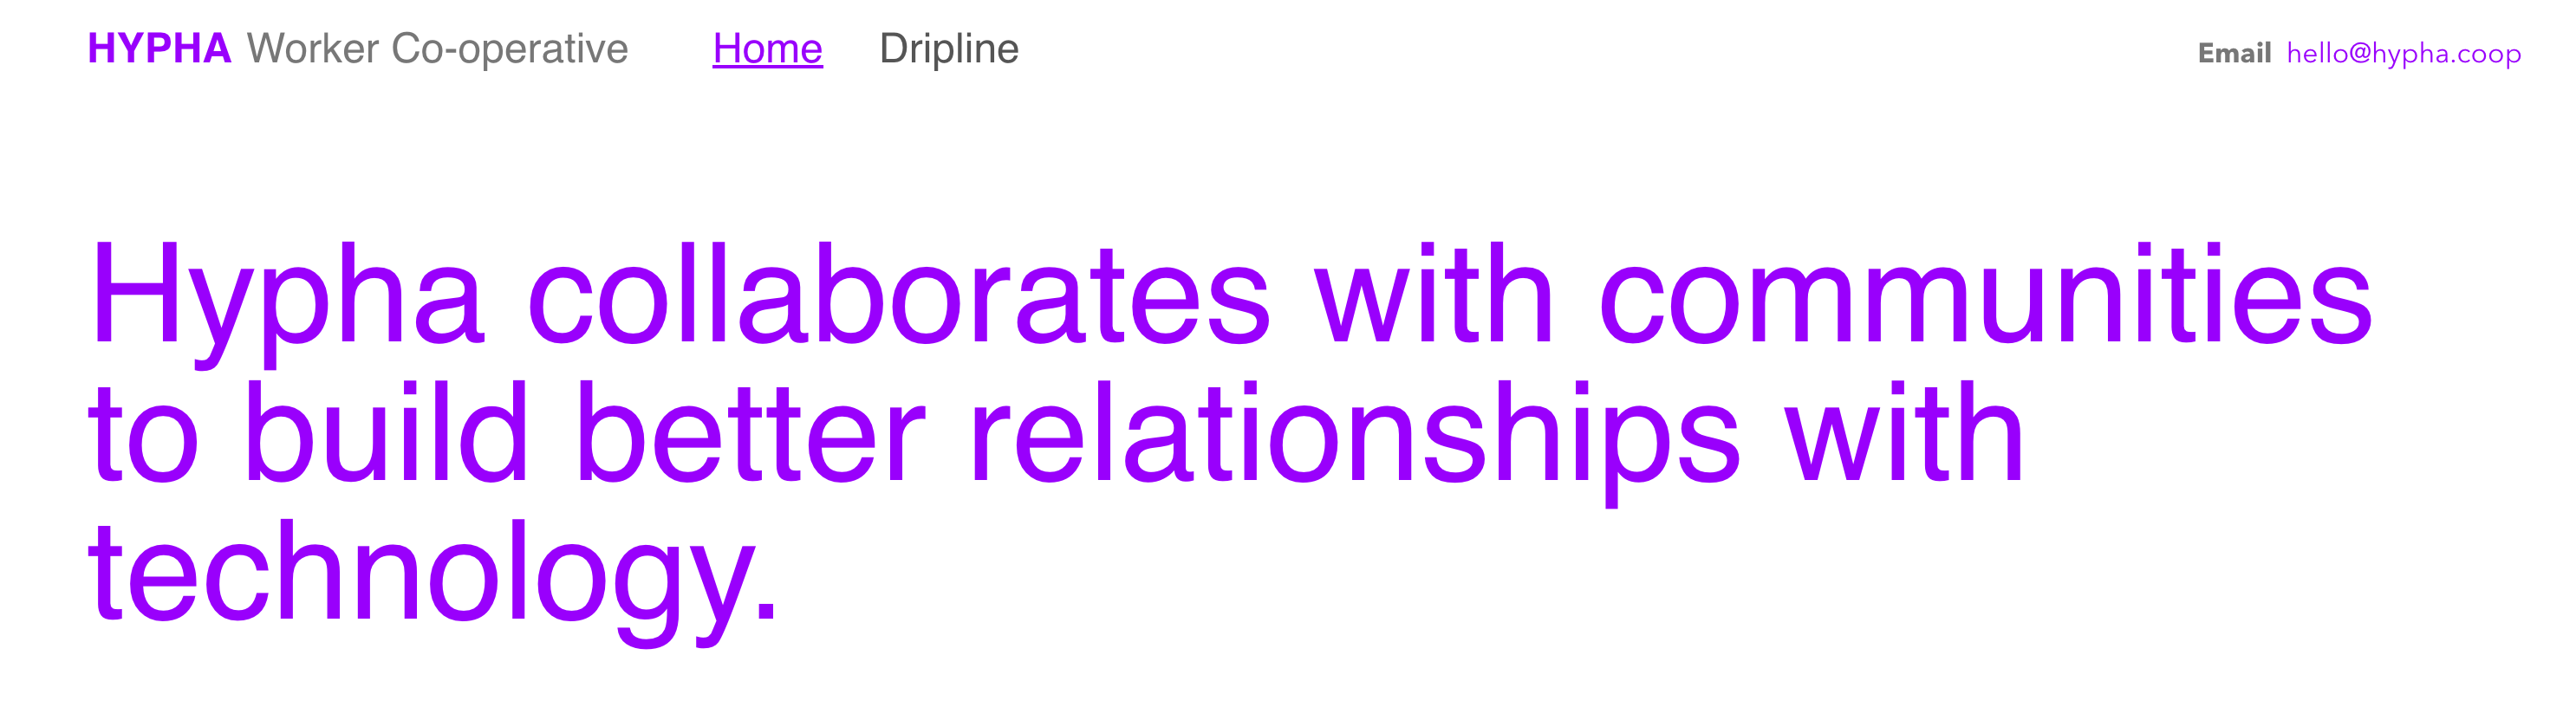 HYPHA Worker Co-operative Home Dripline Email hello@hypha.coop
Hypha collaborates with communities
to build better relationships with
technology.